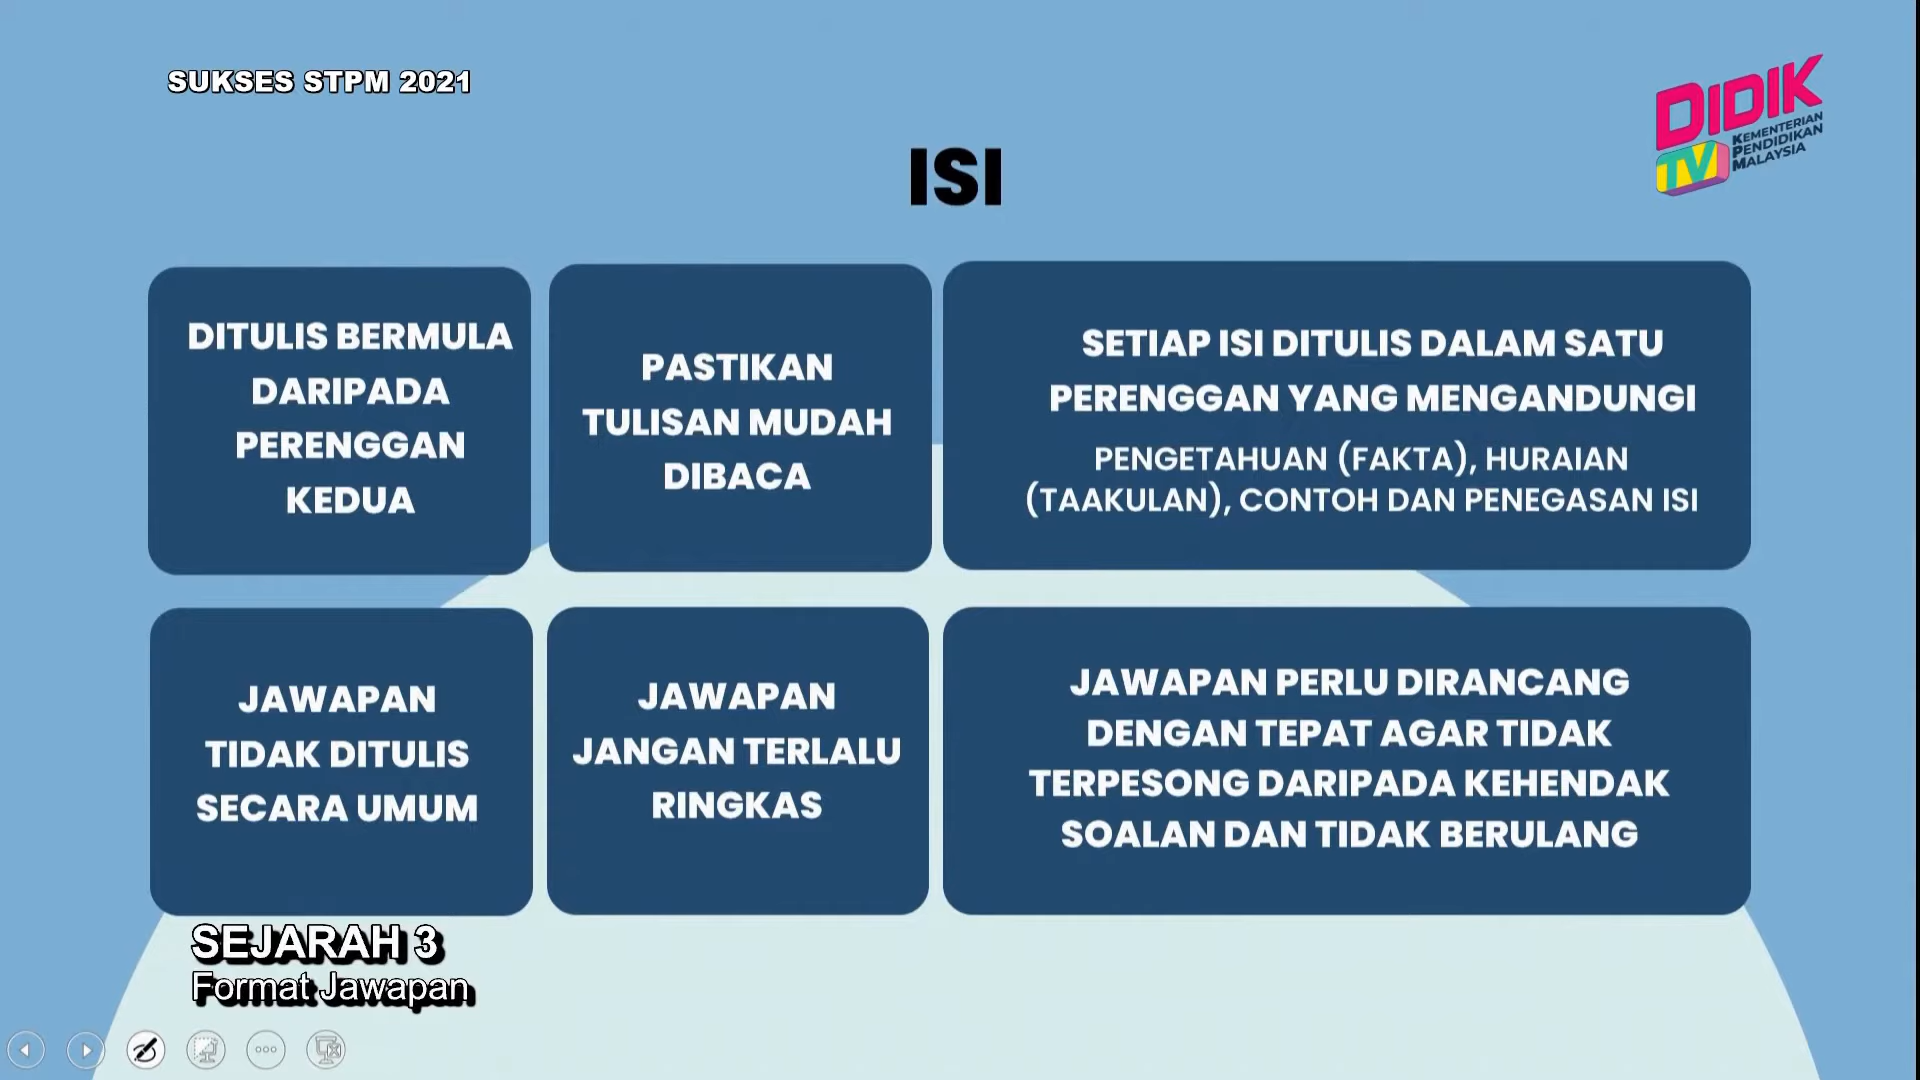 SUKSES STPM 2021
DIDIK
TV
KEMENTERIAN
PENDIDIKAN
MALAYSIA
ISI
DITULIS BERMULA
DARIPADA
PERENGGAN
KEDUA
PASTIKAN
TULISAN MUDAH
DIBACA
SETIAP ISI DITULIS DALAM SATU
PERENGGAN YANG MENGANDUNGI
PENGETAHUAN (FAKTA), HURAIAN
(TAAKULAN), CONTOH DAN PENEGASAN ISI
JAWAPAN
TIDAK DITULIS
SECARA UMUM
JAWAPAN
JANGAN TERLALU
RINGKAS
JAWAPAN PERLU DIRANCANG
DENGAN TEPAT AGAR TIDAK
TERPESONG DARIPADA KEHENDAK
SOALAN DAN TIDAK BERULANG
SEJARAH 3
Format Jawapan